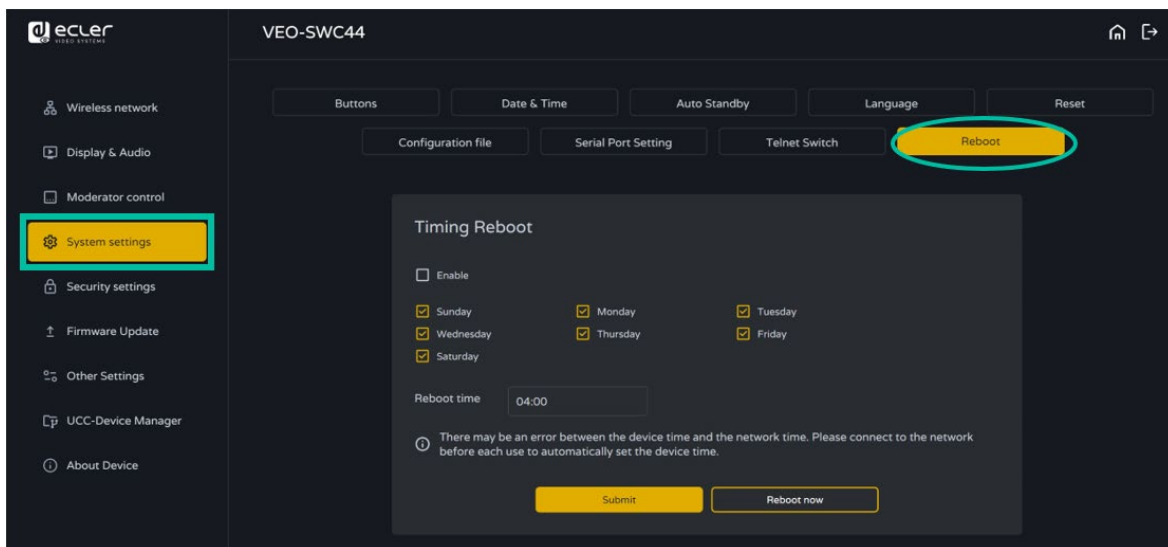 ecler
VIDEO SYSTEMS
VEO-SWC44
Wireless network
Display & Audio
Moderator control
System settings
Security settings
Firmware Update
Other Settings
UCC-Device Manager
About Device
Buttons
Date & Time
Auto Standby
Language
Reset
Configuration file
Serial Port Setting
Telnet Switch
Reboot
Timing Reboot
Enable
Sunday
Monday
Tuesday
Wednesday
Thursday
Friday
Saturday
Reboot time
04:00
There may be an error between the device time and the network time. Please connect to the network
before each use to automatically set the device time.
Submit
Reboot now